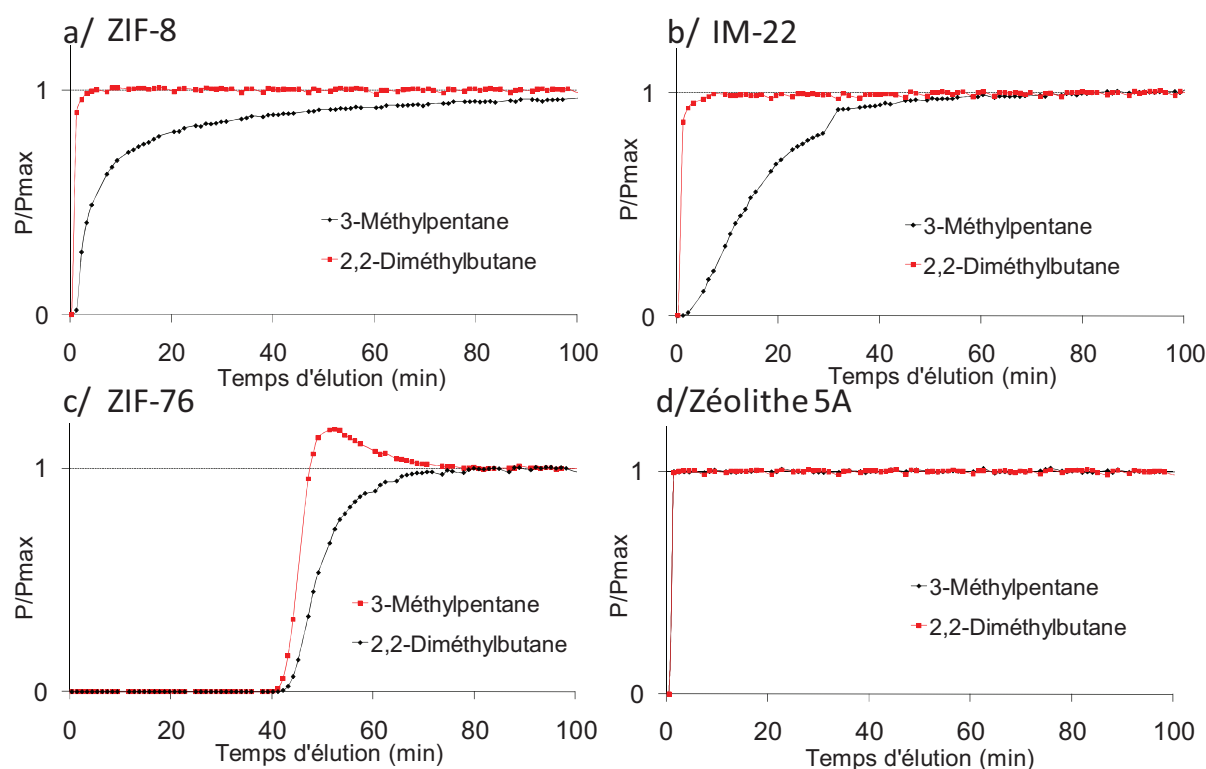 a/ ZIF-8
1
P/Pmax
3-Méthylpentane
2,2-Diméthylbutane
0
0 20 40 60 80 100
Temps d'élution (min)
b/ IM-22
1
P/Pmax
3-Méthylpentane
2,2-Diméthylbutane
0
0 20 40 60 80 100
Temps d'élution (min)
c/ ZIF-76
1
P/Pmax
3-Méthylpentane
2,2-Diméthylbutane
0
0 20 40 60 80 100
Temps d'élution (min)
d/Zéolithe 5A
1
P/Pmax
3-Méthylpentane
2,2-Diméthylbutane
0
0 20 40 60 80 100
Temps d'élution (min)